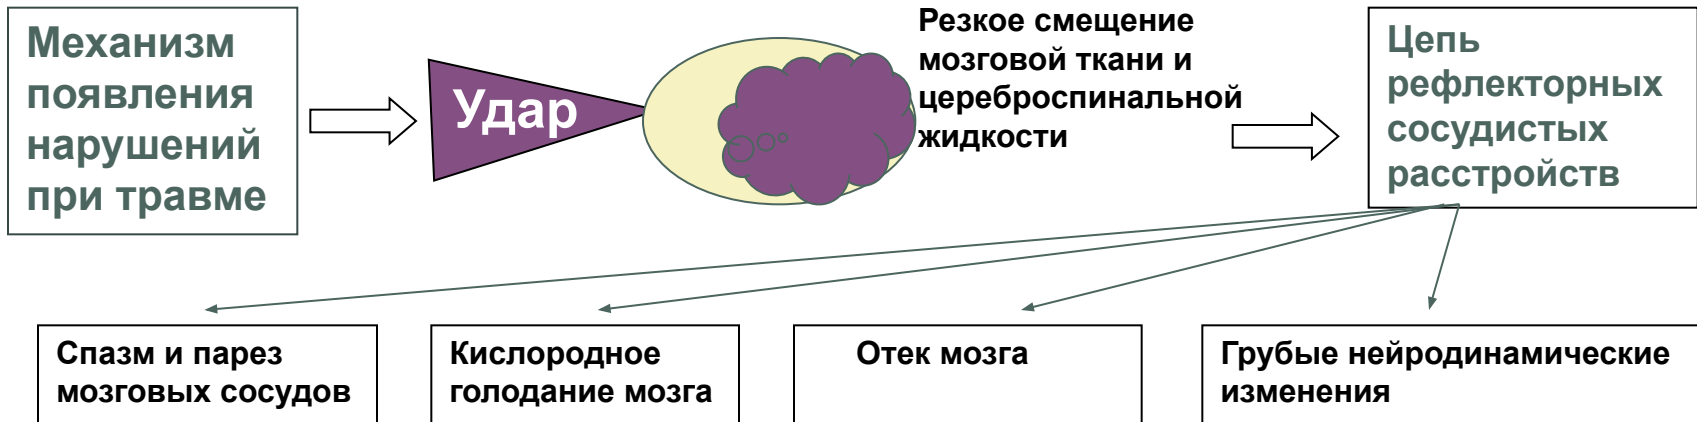 Механизм
появления
нарушений
при травме
Удар
Резкое смещение
мозговой ткани и
цереброспинальной
жидкости
Цепь
рефлекторных
сосудистых
расстройств
Спазм и парез
мозговых сосудов
Кислородное
голодание мозга
Отек мозга
Грубые нейродинамические
изменения